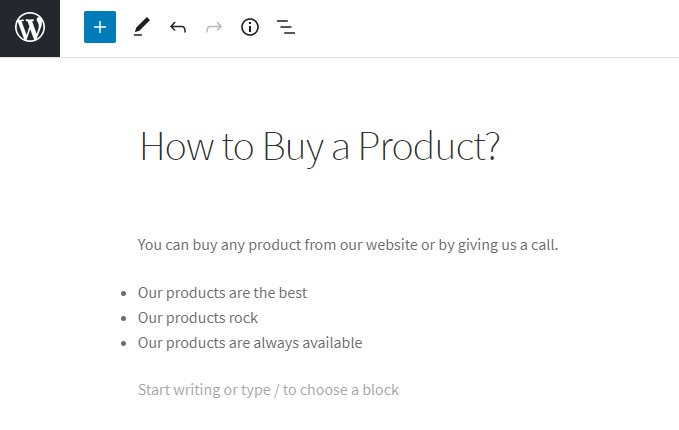 How to Buy a Product?
You can buy any product from our website or by giving us a call.
Our products are the best
Our products rock
Our products are always available
Start writing or type / to choose a block